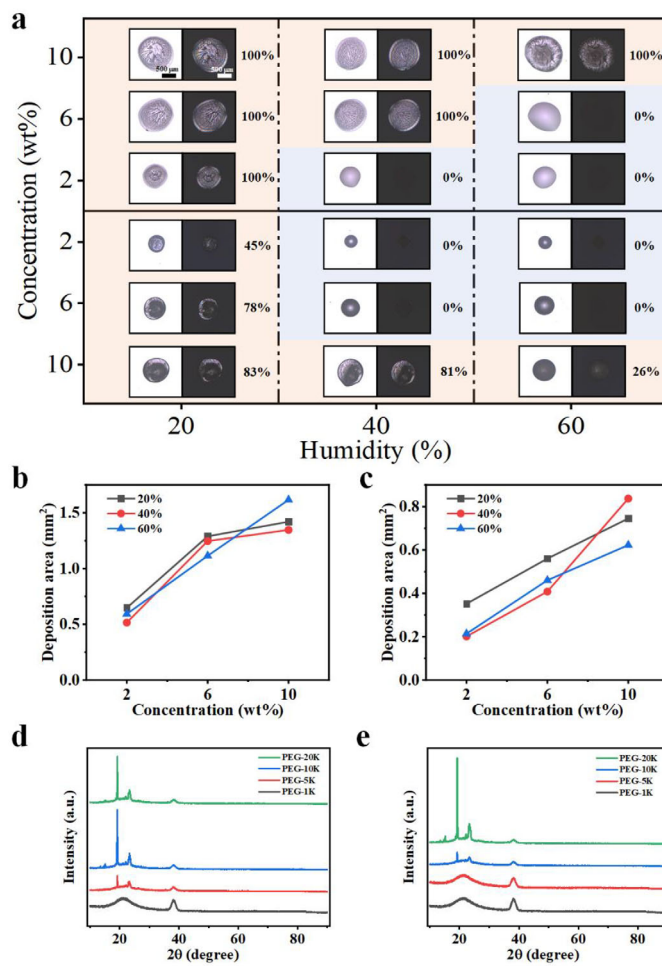 a
10
100%
100%
100%
500 μm
500 μm
6
100%
100%
0%
2
100%
0%
0%
2
45%
0%
0%
6
78%
0%
0%
10
83%
81%
26%
Concentration (wt%)
20
40
60
Humidity (%)
b
c
20%
40%
60%
1.5
1.0
0.5
0.0
Deposition area (mm²)
2
6
10
Concentration (wt%)
20%
40%
60%
0.8
0.6
0.4
0.2
0.0
Deposition area (mm²)
2
6
10
Concentration (wt%)
d
e
PEG-20K
PEG-10K
PEG-5K
PEG-1K
Intensity (a.u.)
20
40
60
80
2θ (degree)
PEG-20K
PEG-10K
PEG-5K
PEG-1K
Intensity (a.u.)
20
40
60
80
2θ (degree)